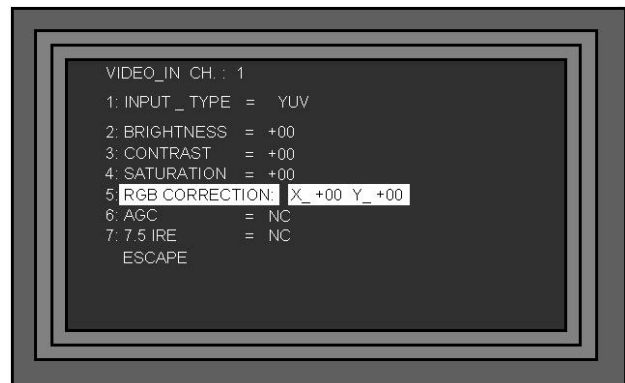 VIDEO_IN CH. : 1
1: INPUT _ TYPE = YUV
2: BRIGHTNESS = +00
3: CONTRAST = +00
4: SATURATION = +00
5: RGB CORRECTION: X_ +00 Y_ +00
6: AGC = NC
7: 7.5 IRE = NC
ESCAPE